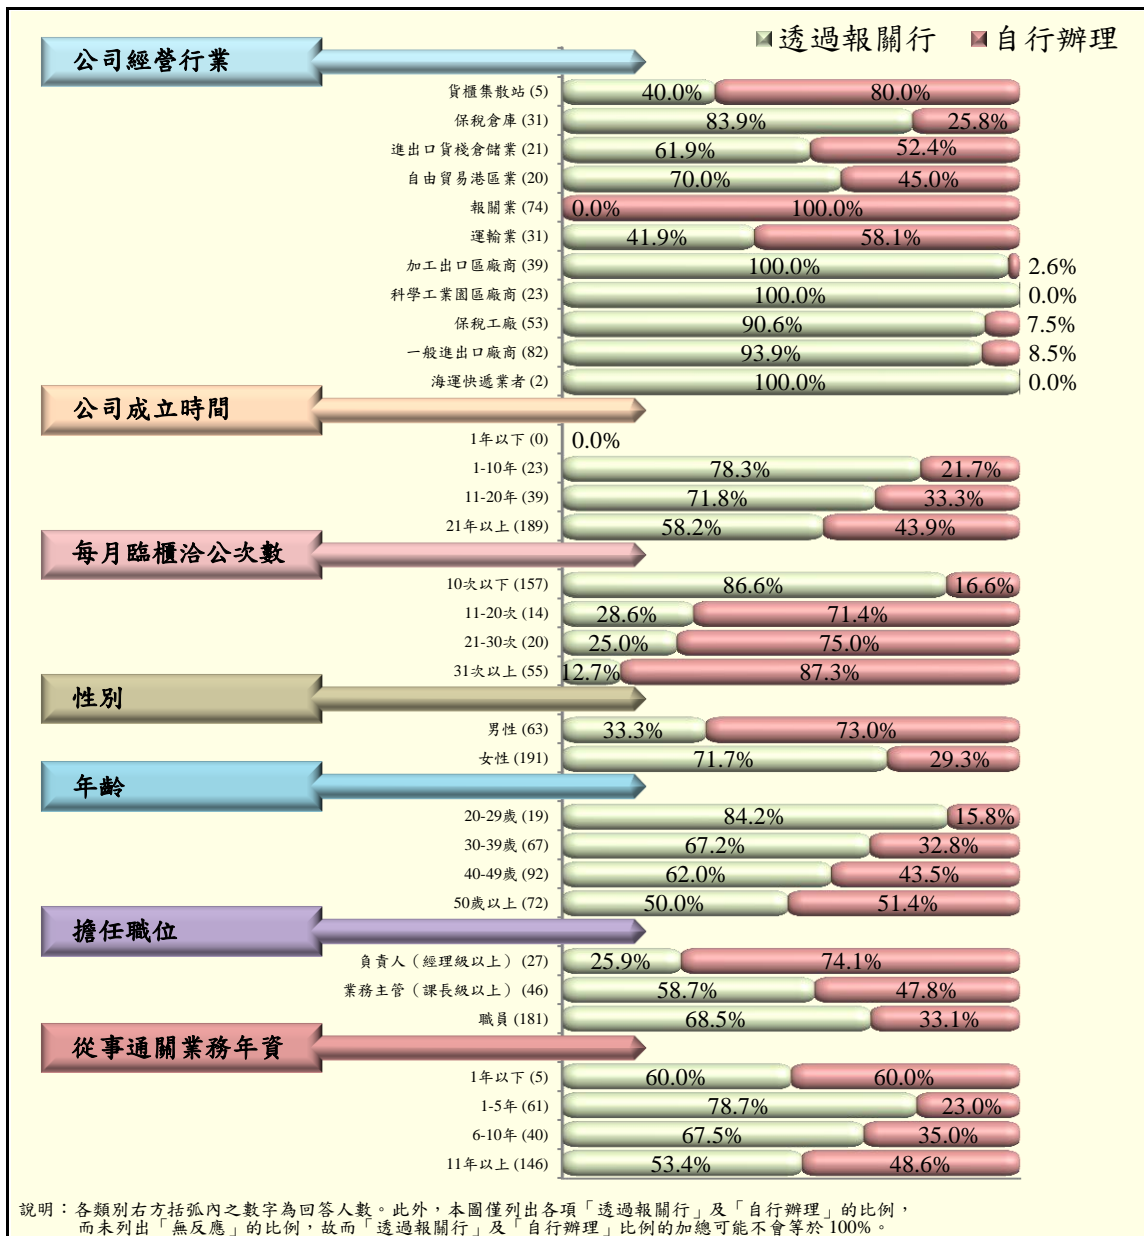 透過報關行 自行辦理
公司經營行業
貨櫃集散站 (5) 40.0% 80.0%
保稅倉庫 (31) 83.9% 25.8%
進出口貨棧倉儲業 (21) 61.9% 52.4%
自由貿易港區業 (20) 70.0% 45.0%
報關業 (74) 0.0% 100.0%
運輸業 (31) 41.9% 58.1%
加工出口區廠商 (39) 100.0% 2.6%
科學工業園區廠商 (23) 100.0% 0.0%
保稅工廠 (53) 90.6% 7.5%
一般進出口廠商 (82) 93.9% 8.5%
海運快遞業者 (2) 100.0% 0.0%
公司成立時間
1年以下 (0) 0.0%
1-10年 (23) 78.3% 21.7%
11-20年 (39) 71.8% 33.3%
21年以上 (189) 58.2% 43.9%
每月臨櫃洽公次數
10次以下 (157) 86.6% 16.6%
11-20次 (14) 28.6% 71.4%
21-30次 (20) 25.0% 75.0%
31次以上 (55) 12.7% 87.3%
性別
男性 (63) 33.3% 73.0%
女性 (191) 71.7% 29.3%
年齡
20-29歲 (19) 84.2% 15.8%
30-39歲 (67) 67.2% 32.8%
40-49歲 (92) 62.0% 43.5%
50歲以上 (72) 50.0% 51.4%
擔任職位
負責人（經理級以上）(27) 25.9% 74.1%
業務主管（課長級以上）(46) 58.7% 47.8%
職員 (181) 68.5% 33.1%
從事通關業務年資
1年以下 (5) 60.0% 60.0%
1-5年 (61) 78.7% 23.0%
6-10年 (40) 67.5% 35.0%
11年以上 (146) 53.4% 48.6%
說明：各類別右方括弧內之數字為回答人數。此外，本圖僅列出各項「透過報關行」及「自行辦理」的比例，
而未列出「無反應」的比例，故而「透過報關行」及「自行辦理」比例的加總可能不會等於 100%。